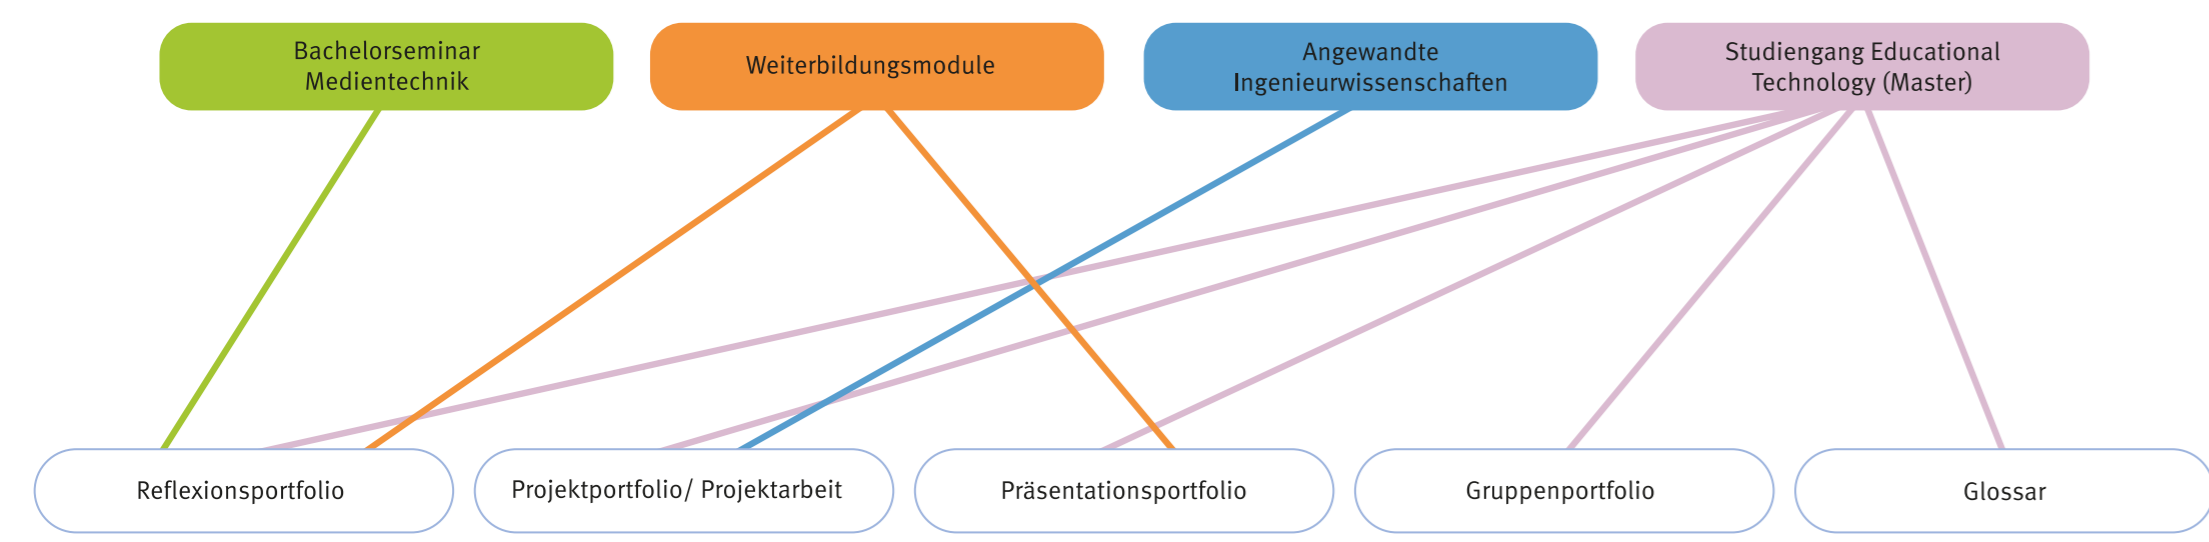 Bachelorseminar
Medientechnik
Weiterbildungsmodule
Angewandte
Ingenieurwissenschaften
Studiengang Educational
Technology (Master)
Reflexionsportfolio
Projektportfolio/ Projektarbeit
Präsentationsportfolio
Gruppenportfolio
Glossar